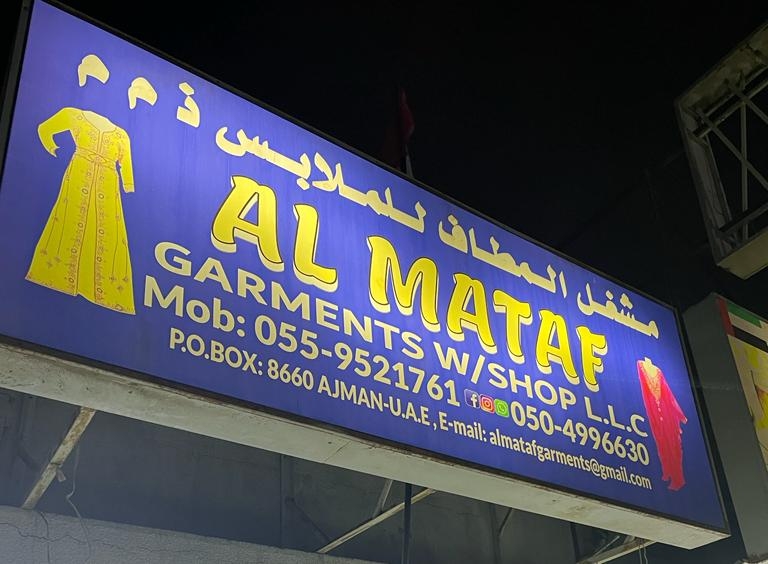 مشغل المطاف للملابس ذ م م
AL MATAF
GARMENTS W/SHOP L.L.C
Mob: 055-9521761 050-4996630
P.O.BOX: 8660 AJMAN-U.A.E , E-mail: almatafgarments@gmail.com